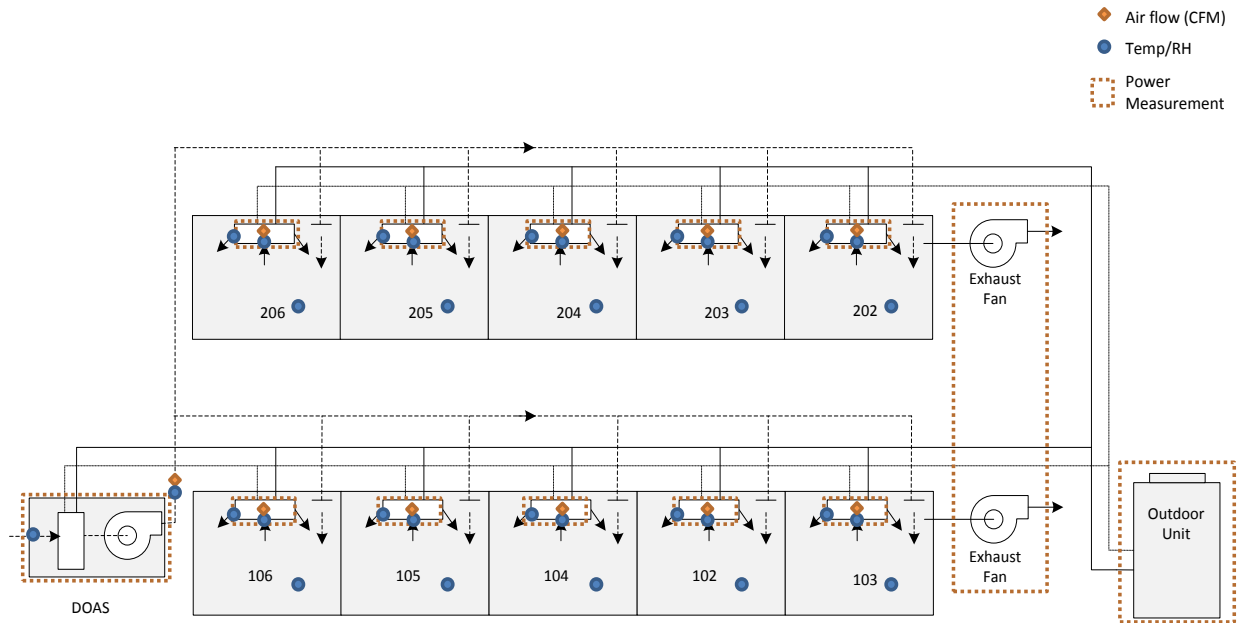 Air flow (CFM)
Temp/RH
Power
Measurement
206
205
204
203
202
Exhaust
Fan
106
105
104
102
103
Exhaust
Fan
Outdoor
Unit
DOAS